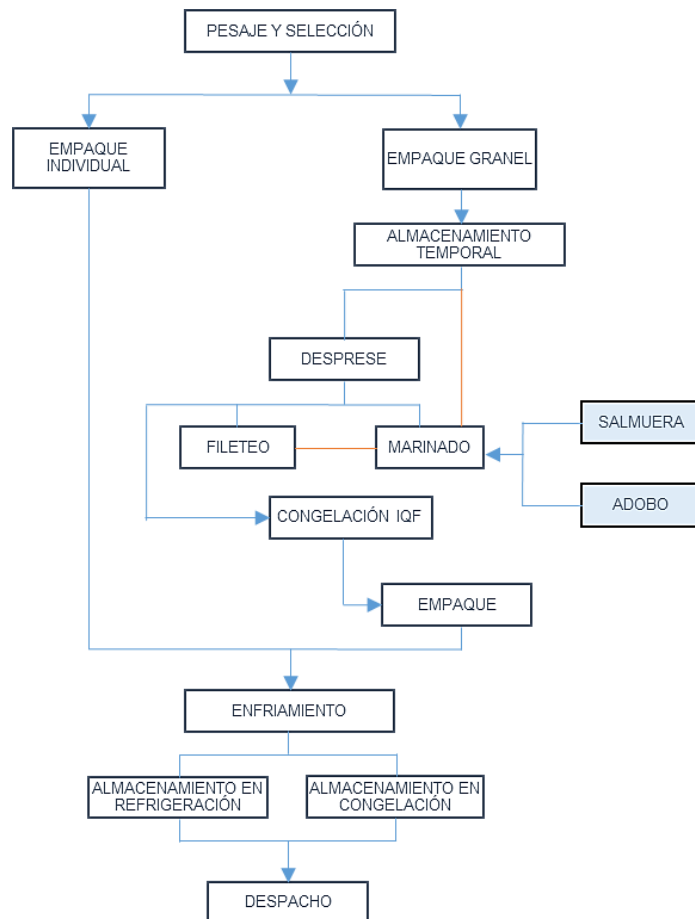 PESAJE Y SELECCIÓN
EMPAQUE
INDIVIDUAL
EMPAQUE GRANEL
ALMACENAMIENTO
TEMPORAL
DESPRESE
FILETEO
MARINADO
SALMUERA
ADOBO
CONGELACIÓN IQF
EMPAQUE
ENFRIAMIENTO
ALMACENAMIENTO EN
REFRIGERACIÓN
ALMACENAMIENTO EN
CONGELACIÓN
DESPACHO